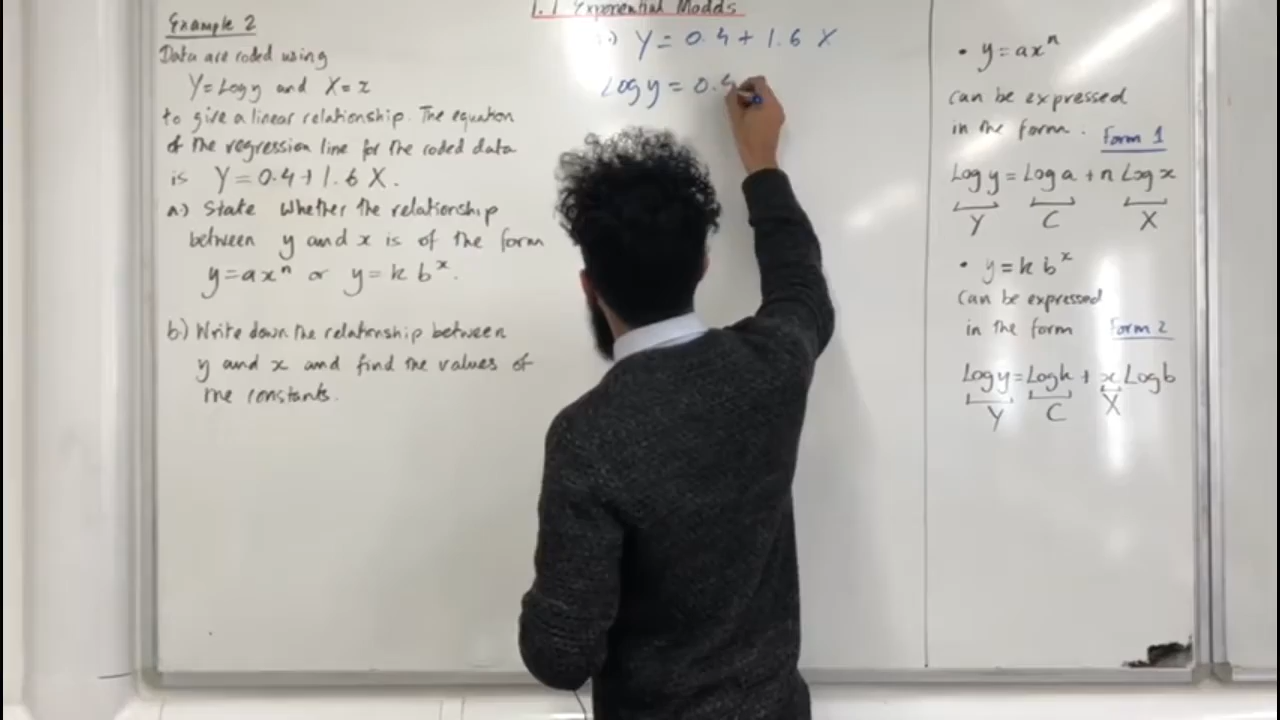 1.1 Exponential Models
Example 2
Data are coded using
Y = Log y and X = x
to give a linear relationship. The equation
of the regression line for the coded data
is Y = 0.4 + 1.6 X.
a.) State whether the relationship
between y and x is of the form
y = axⁿ or y = k bˣ.
b.) Write down the relationship between
y and x and find the values of
the constants.
Y = 0.4 + 1.6 X
Log y = 0.4
• y = axⁿ
can be expressed
in the form.
Form 1
Log y = Log a + n Log x
Y C X
• y = k bˣ
can be expressed
in the form
Form 2
Log y = Log k + x Log b
Y C X